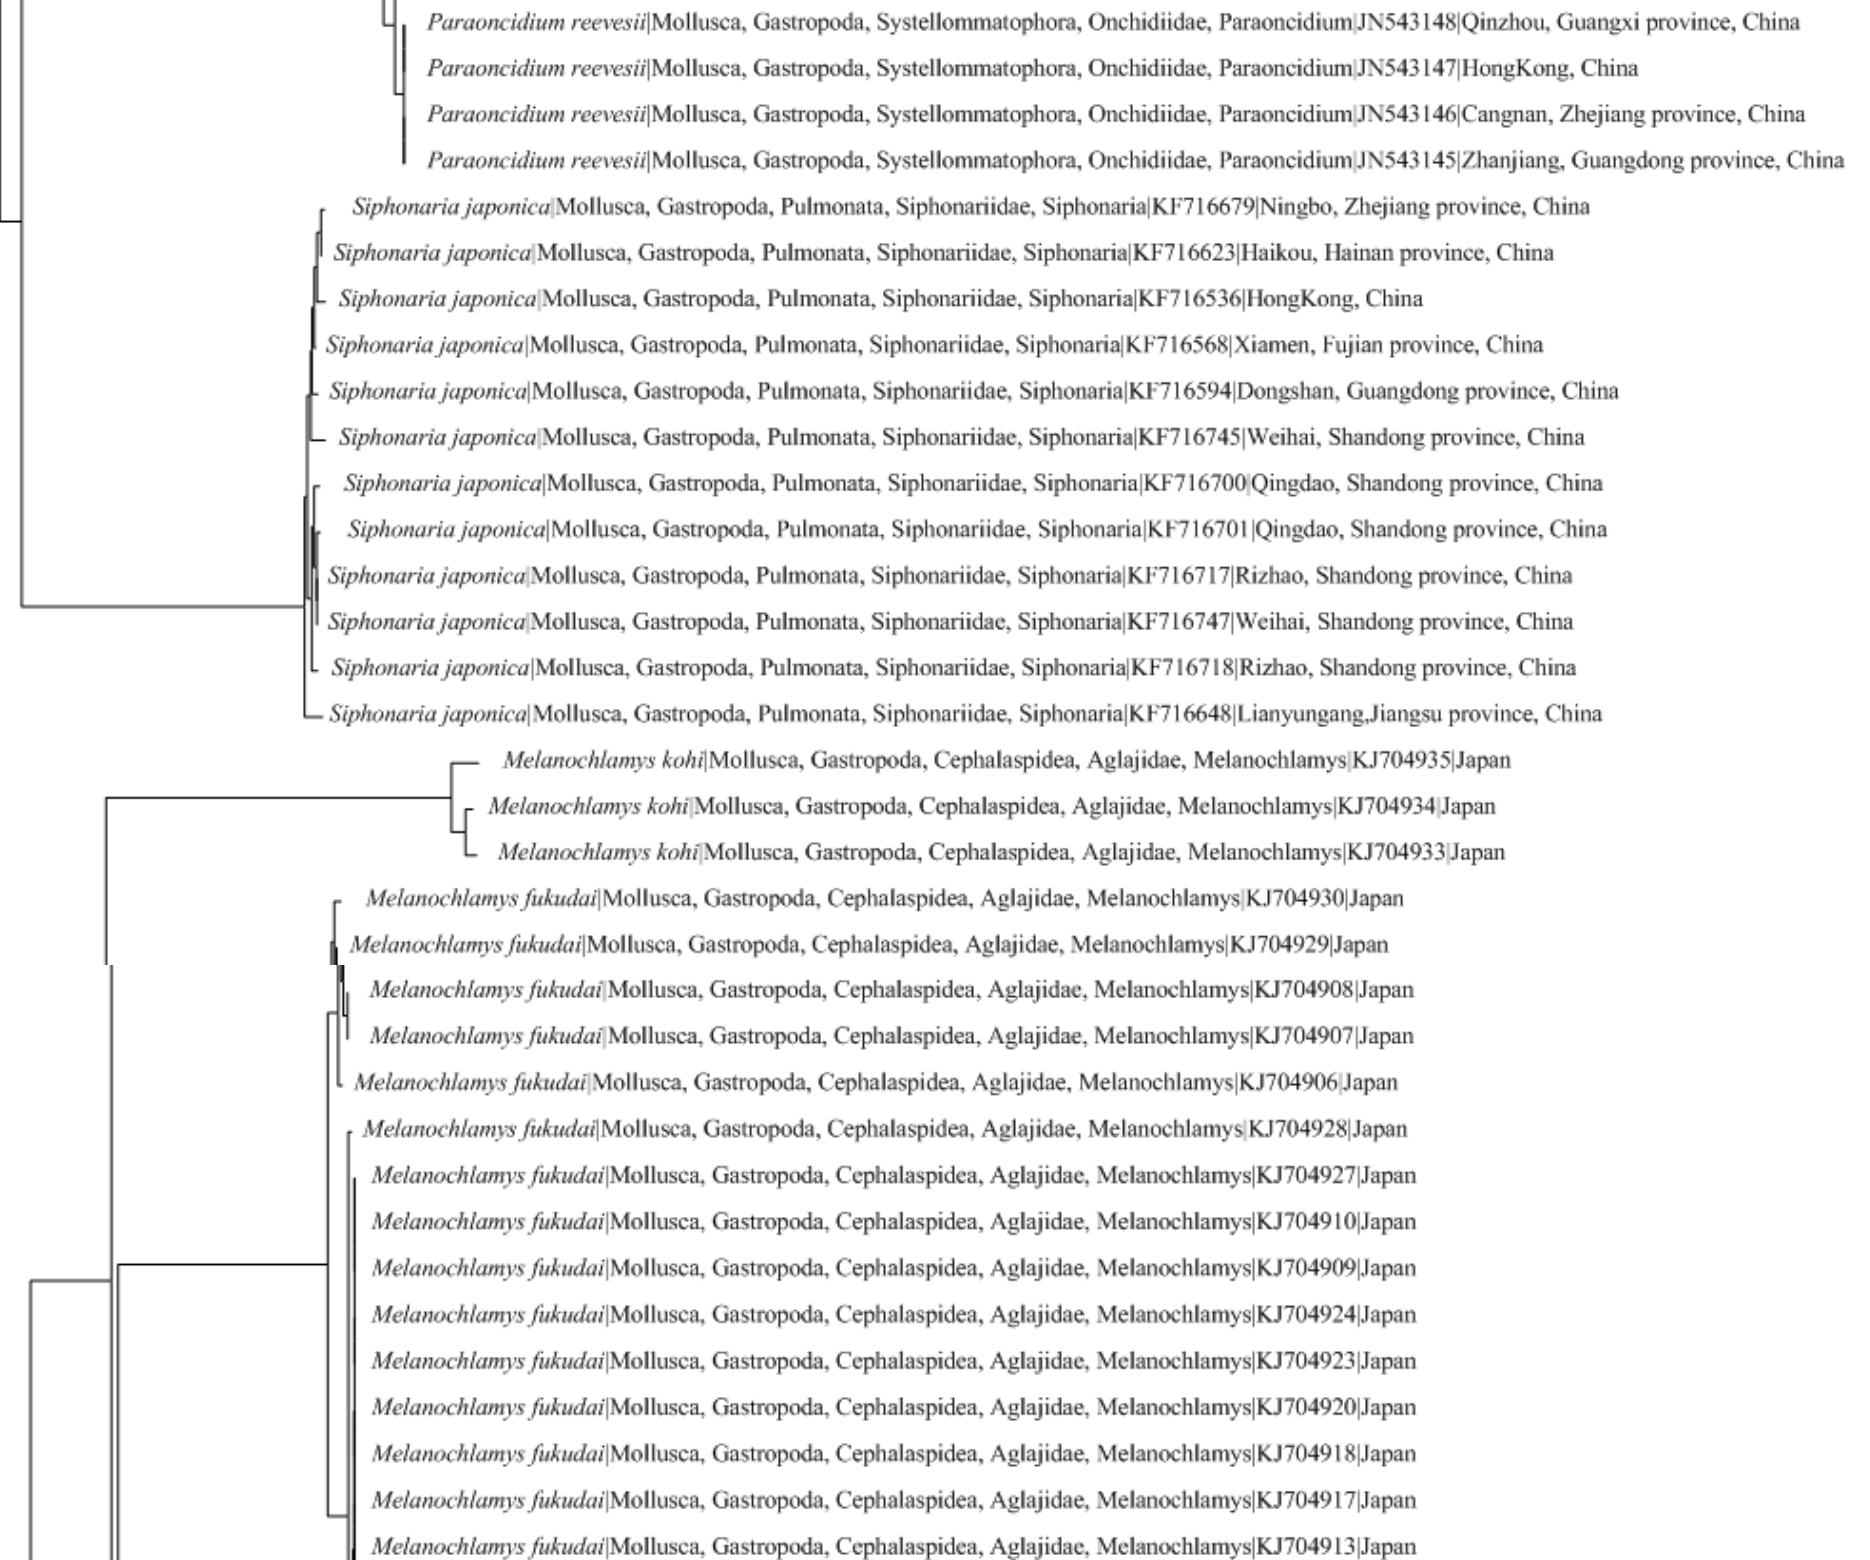 Paraoncidium reevesii|Mollusca, Gastropoda, Systellommatophora, Onchidiidae, Paraoncidium|JN543148|Qinzhou, Guangxi province, China
Paraoncidium reevesii|Mollusca, Gastropoda, Systellommatophora, Onchidiidae, Paraoncidium|JN543147|HongKong, China
Paraoncidium reevesii|Mollusca, Gastropoda, Systellommatophora, Onchidiidae, Paraoncidium|JN543146|Cangnan, Zhejiang province, China
Paraoncidium reevesii|Mollusca, Gastropoda, Systellommatophora, Onchidiidae, Paraoncidium|JN543145|Zhanjiang, Guangdong province, China
Siphonaria japonica|Mollusca, Gastropoda, Pulmonata, Siphonariidae, Siphonaria|KF716679|Ningbo, Zhejiang province, China
Siphonaria japonica|Mollusca, Gastropoda, Pulmonata, Siphonariidae, Siphonaria|KF716623|Haikou, Hainan province, China
Siphonaria japonica|Mollusca, Gastropoda, Pulmonata, Siphonariidae, Siphonaria|KF716536|HongKong, China
Siphonaria japonica|Mollusca, Gastropoda, Pulmonata, Siphonariidae, Siphonaria|KF716568|Xiamen, Fujian province, China
Siphonaria japonica|Mollusca, Gastropoda, Pulmonata, Siphonariidae, Siphonaria|KF716594|Dongshan, Guangdong province, China
Siphonaria japonica|Mollusca, Gastropoda, Pulmonata, Siphonariidae, Siphonaria|KF716745|Weihai, Shandong province, China
Siphonaria japonica|Mollusca, Gastropoda, Pulmonata, Siphonariidae, Siphonaria|KF716700|Qingdao, Shandong province, China
Siphonaria japonica|Mollusca, Gastropoda, Pulmonata, Siphonariidae, Siphonaria|KF716701|Qingdao, Shandong province, China
Siphonaria japonica|Mollusca, Gastropoda, Pulmonata, Siphonariidae, Siphonaria|KF716717|Rizhao, Shandong province, China
Siphonaria japonica|Mollusca, Gastropoda, Pulmonata, Siphonariidae, Siphonaria|KF716747|Weihai, Shandong province, China
Siphonaria japonica|Mollusca, Gastropoda, Pulmonata, Siphonariidae, Siphonaria|KF716718|Rizhao, Shandong province, China
Siphonaria japonica|Mollusca, Gastropoda, Pulmonata, Siphonariidae, Siphonaria|KF716648|Lianyungang,Jiangsu province, China
Melanochlamys kohi|Mollusca, Gastropoda, Cephalaspidea, Aglajidae, Melanochlamys|KJ704935|Japan
Melanochlamys kohi|Mollusca, Gastropoda, Cephalaspidea, Aglajidae, Melanochlamys|KJ704934|Japan
Melanochlamys kohi|Mollusca, Gastropoda, Cephalaspidea, Aglajidae, Melanochlamys|KJ704933|Japan
Melanochlamys fukudai|Mollusca, Gastropoda, Cephalaspidea, Aglajidae, Melanochlamys|KJ704930|Japan
Melanochlamys fukudai|Mollusca, Gastropoda, Cephalaspidea, Aglajidae, Melanochlamys|KJ704929|Japan
Melanochlamys fukudai|Mollusca, Gastropoda, Cephalaspidea, Aglajidae, Melanochlamys|KJ704908|Japan
Melanochlamys fukudai|Mollusca, Gastropoda, Cephalaspidea, Aglajidae, Melanochlamys|KJ704907|Japan
Melanochlamys fukudai|Mollusca, Gastropoda, Cephalaspidea, Aglajidae, Melanochlamys|KJ704906|Japan
Melanochlamys fukudai|Mollusca, Gastropoda, Cephalaspidea, Aglajidae, Melanochlamys|KJ704928|Japan
Melanochlamys fukudai|Mollusca, Gastropoda, Cephalaspidea, Aglajidae, Melanochlamys|KJ704927|Japan
Melanochlamys fukudai|Mollusca, Gastropoda, Cephalaspidea, Aglajidae, Melanochlamys|KJ704910|Japan
Melanochlamys fukudai|Mollusca, Gastropoda, Cephalaspidea, Aglajidae, Melanochlamys|KJ704909|Japan
Melanochlamys fukudai|Mollusca, Gastropoda, Cephalaspidea, Aglajidae, Melanochlamys|KJ704924|Japan
Melanochlamys fukudai|Mollusca, Gastropoda, Cephalaspidea, Aglajidae, Melanochlamys|KJ704923|Japan
Melanochlamys fukudai|Mollusca, Gastropoda, Cephalaspidea, Aglajidae, Melanochlamys|KJ704920|Japan
Melanochlamys fukudai|Mollusca, Gastropoda, Cephalaspidea, Aglajidae, Melanochlamys|KJ704918|Japan
Melanochlamys fukudai|Mollusca, Gastropoda, Cephalaspidea, Aglajidae, Melanochlamys|KJ704917|Japan
Melanochlamys fukudai|Mollusca, Gastropoda, Cephalaspidea, Aglajidae, Melanochlamys|KJ704913|Japan